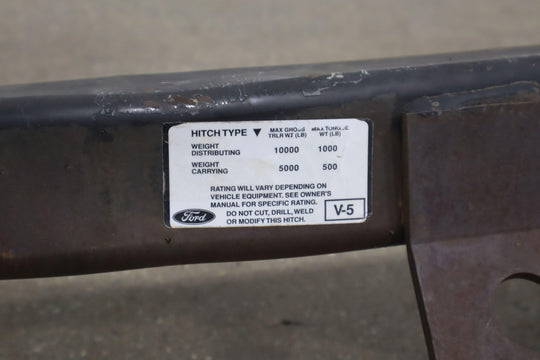 HITCH TYPE ▼ MAX GROSS TRLR WT (LB) MAX TONGUE WT (LB)
WEIGHT DISTRIBUTING 10000 1000
WEIGHT CARRYING 5000 500
RATING WILL VARY DEPENDING ON
VEHICLE EQUIPMENT. SEE OWNER'S
MANUAL FOR SPECIFIC RATING.
DO NOT CUT, DRILL, WELD
OR MODIFY THIS HITCH.
Ford
V-5